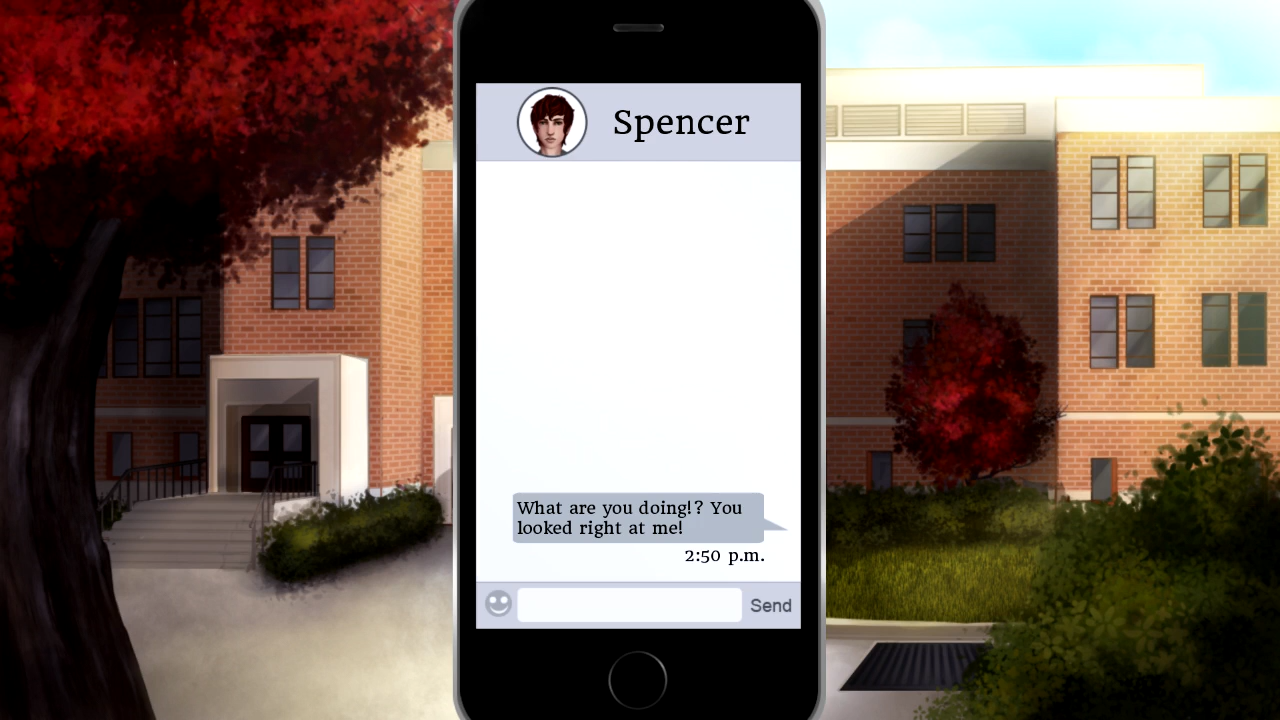 Spencer
What are you doing!? You
looked right at me!
2:50 p.m.
Send